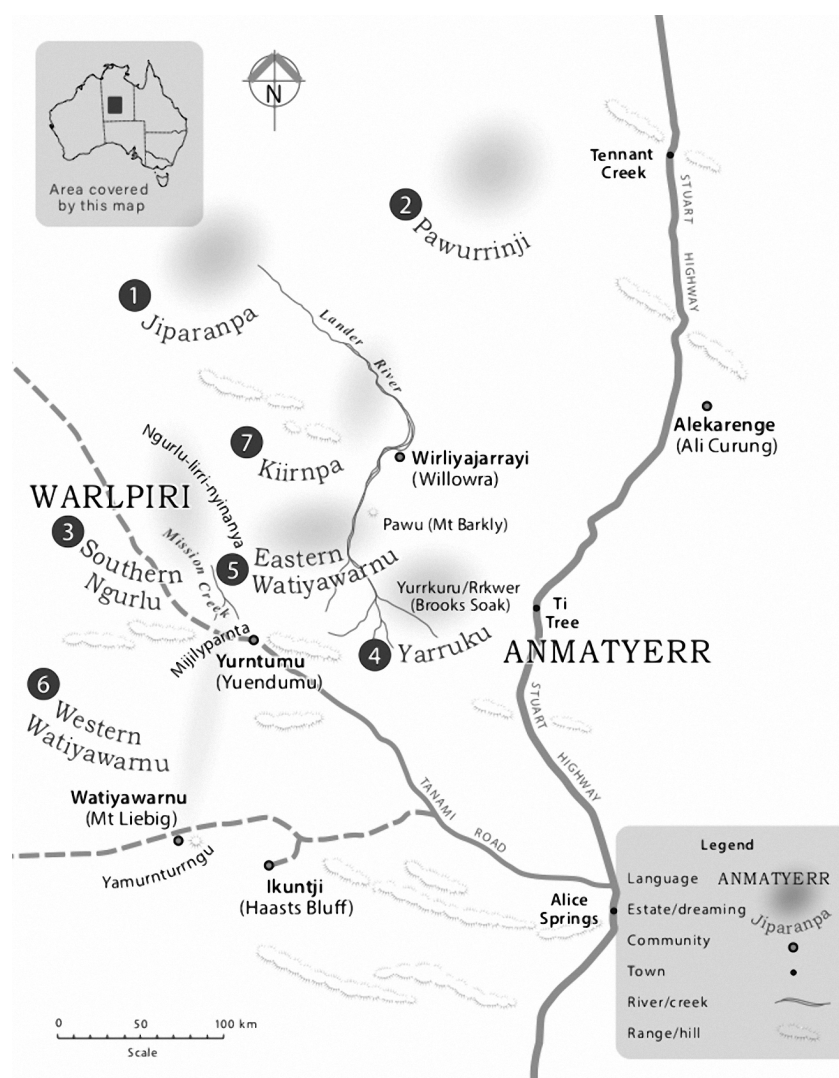 N
Area covered
by this map
Tennant
Creek
STUART
HIGHWAY
2
Pawurrinji
1
Jiparanpa
Lander
River
Alekarenge
(Ali Curung)
7
Kiirnpa
Ngurlu-lirri-nyinanya
Wirliyajarrayi
(Willowra)
WARLPIRI
Pawu (Mt Barkly)
3
Southern
Ngurlu
Mission Creek
5
Eastern
Watiyawarnu
Yurrkuru/Rrkwer
(Brooks Soak)
Ti
Tree
Mijilyparnta
Yurntumu
(Yuendumu)
4
Yarruku
ANMATYERR
6
Western
Watiyawarnu
STUART
HIGHWAY
Watiyawarnu
(Mt Liebig)
TANAMI
ROAD
Yamurnturrngu
Ikuntji
(Haasts Bluff)
Alice
Springs
Legend
Language ANMATYERR
Estate/dreaming Jiparanpa
Community
Town
River/creek
Range/hill
0 50 100 km
Scale